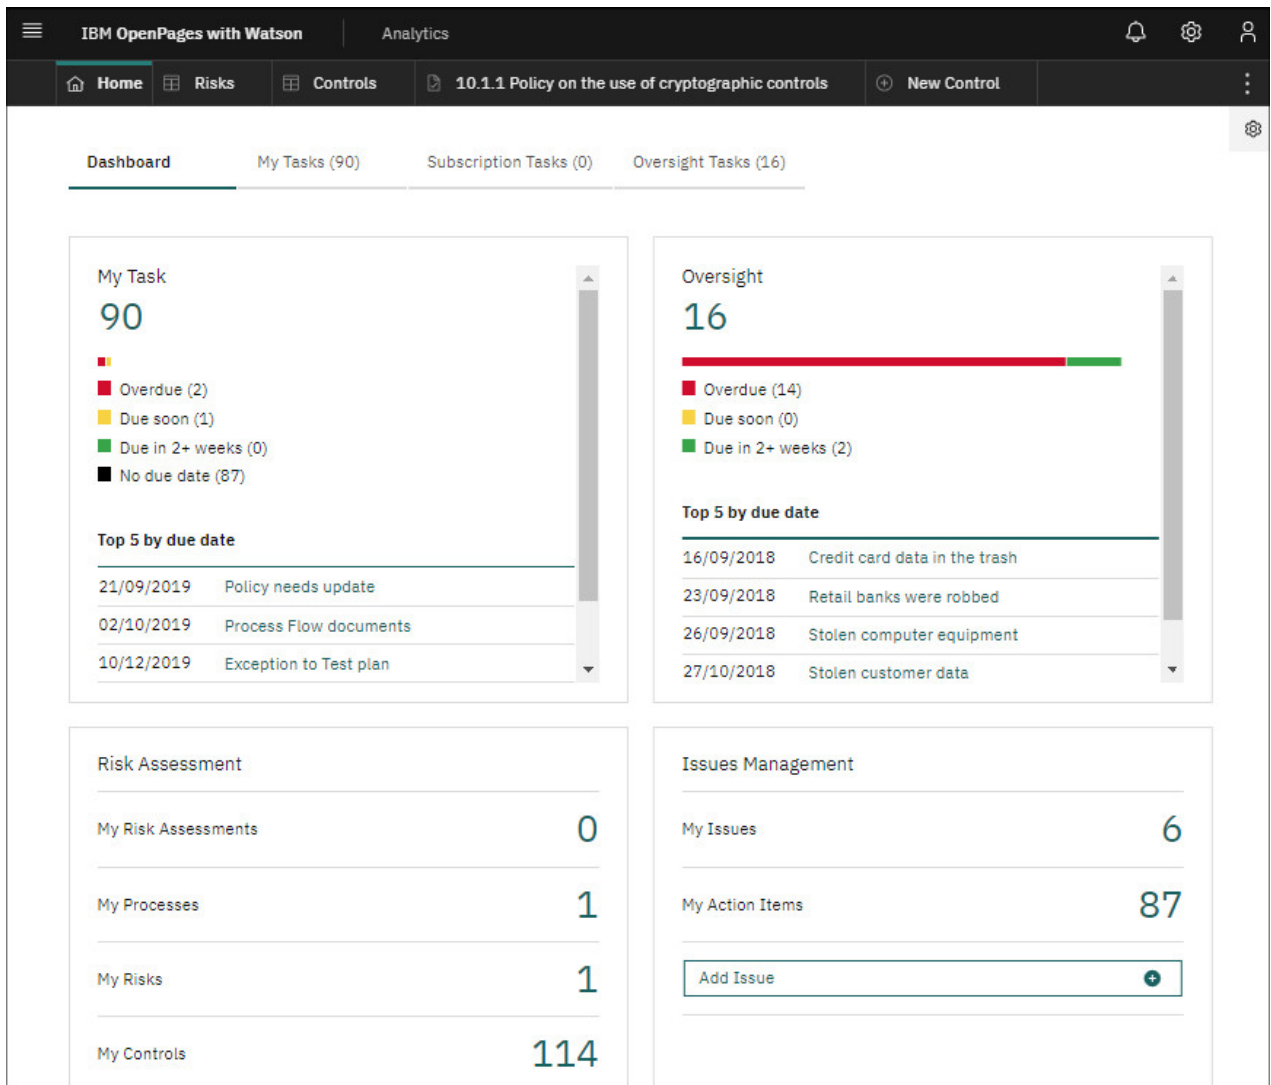 IBM OpenPages with Watson
Analytics
Home
Risks
Controls
10.1.1 Policy on the use of cryptographic controls
New Control
Dashboard
My Tasks (90)
Subscription Tasks (0)
Oversight Tasks (16)
My Task
90
Overdue (2)
Due soon (1)
Due in 2+ weeks (0)
No due date (87)
Top 5 by due date
21/09/2019 Policy needs update
02/10/2019 Process Flow documents
10/12/2019 Exception to Test plan
Oversight
16
Overdue (14)
Due soon (0)
Due in 2+ weeks (2)
Top 5 by due date
16/09/2018 Credit card data in the trash
23/09/2018 Retail banks were robbed
26/09/2018 Stolen computer equipment
27/10/2018 Stolen customer data
Risk Assessment
My Risk Assessments 0
My Processes 1
My Risks 1
My Controls 114
Issues Management
My Issues 6
My Action Items 87
Add Issue